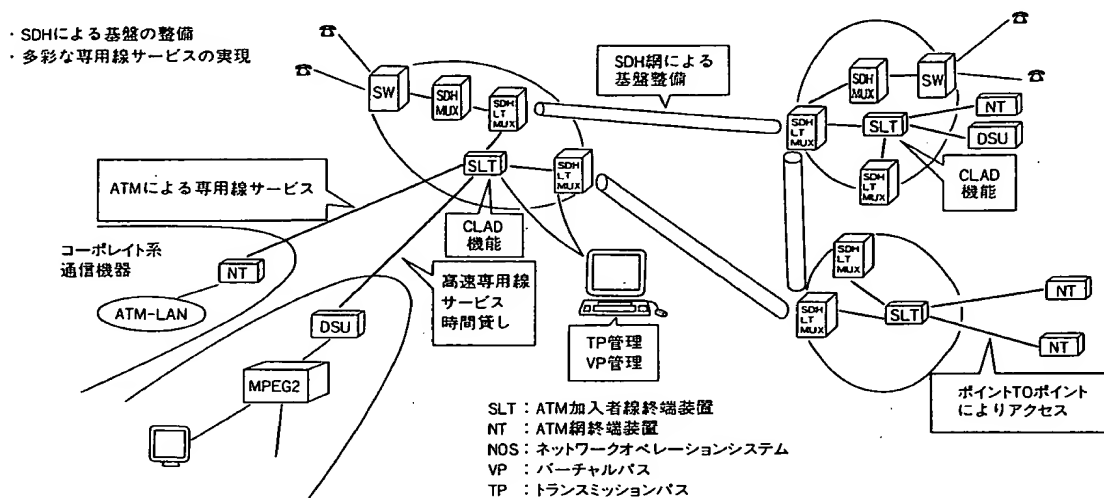 ・SDHによる基盤の整備
・多彩な専用線サービスの実現
SW
SDH
MUX
SDH
LT
MUX
SDH網による
基盤整備
SDH
MUX
SW
SDH
LT
MUX
SLT
NT
DSU
SDH
LT
MUX
CLAD
機能
ATMによる専用線サービス
SLT
SDH
LT
MUX
CLAD
機能
コーポレイト系
通信機器
NT
ATM-LAN
高速専用線
サービス
時間貸し
DSU
MPEG2
TP管理
VP管理
SDH
LT
MUX
SDH
LT
MUX
SLT
NT
NT
ポイントTOポイント
によりアクセス
SLT：ATM加入者線終端装置
NT：ATM網終端装置
NOS：ネットワークオペレーションシステム
VP：バーチャルパス
TP：トランスミッションパス